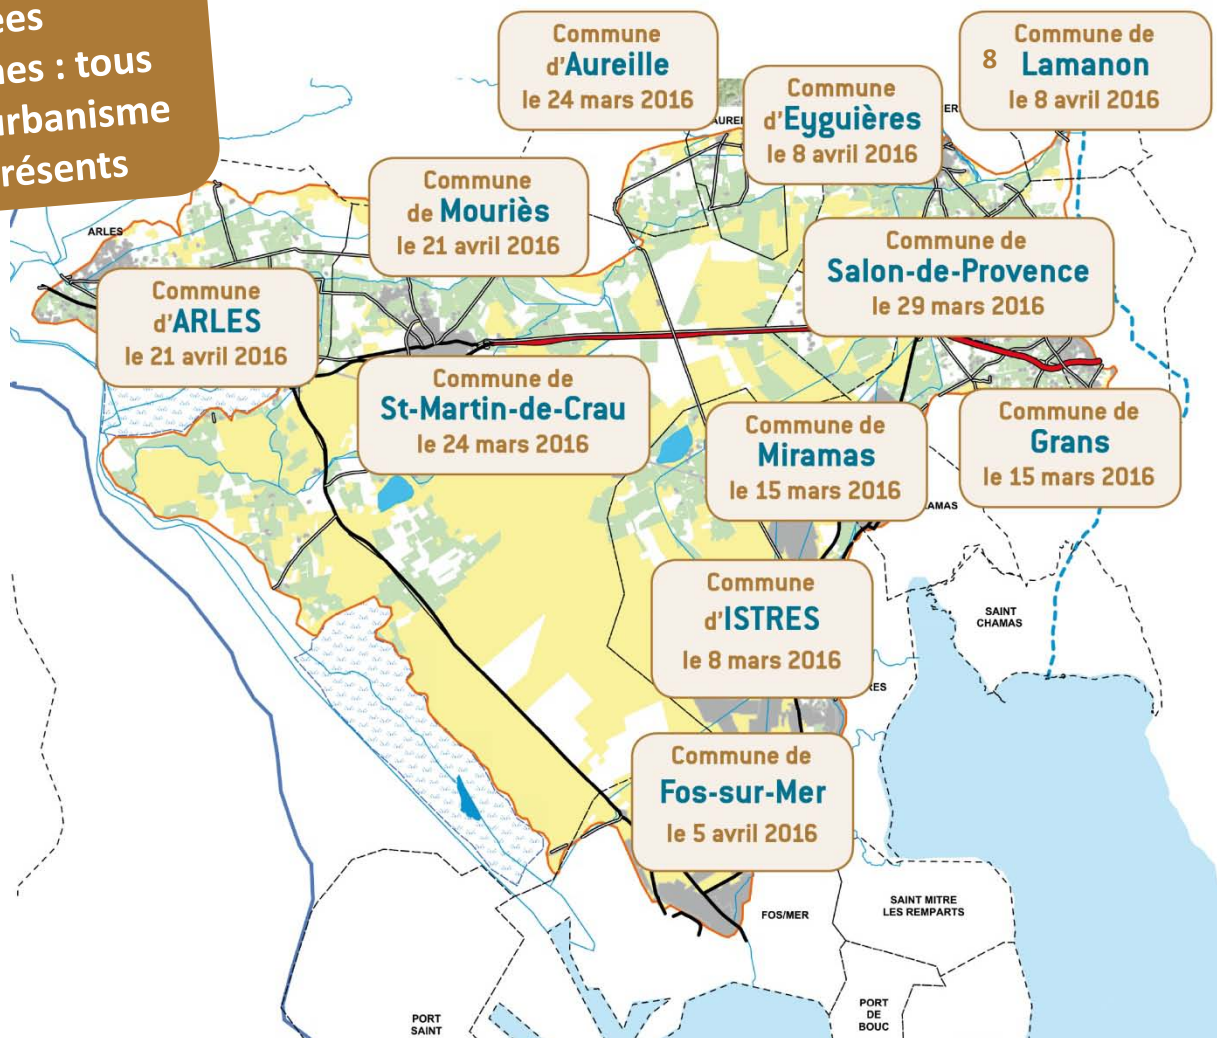 nes : tous
urbanisme
résents
Commune
d'Aureille
le 24 mars 2016
Commune
d'Eyguières
le 8 avril 2016
8
Commune de
Lamanon
le 8 avril 2016
Commune
de Mouriès
le 21 avril 2016
ARLES
Commune de
Salon-de-Provence
le 29 mars 2016
Commune
d'ARLES
le 21 avril 2016
Commune de
St-Martin-de-Crau
le 24 mars 2016
Commune de
Miramas
le 15 mars 2016
Commune de
Grans
le 15 mars 2016
AMAS
Commune
d'ISTRES
le 8 mars 2016
SAINT
CHAMAS
RES
Commune de
Fos-sur-Mer
le 5 avril 2016
SAINT MITRE
LES REMPARTS
FOS/MER
PORT
SAINT
PORT
DE
BOUC